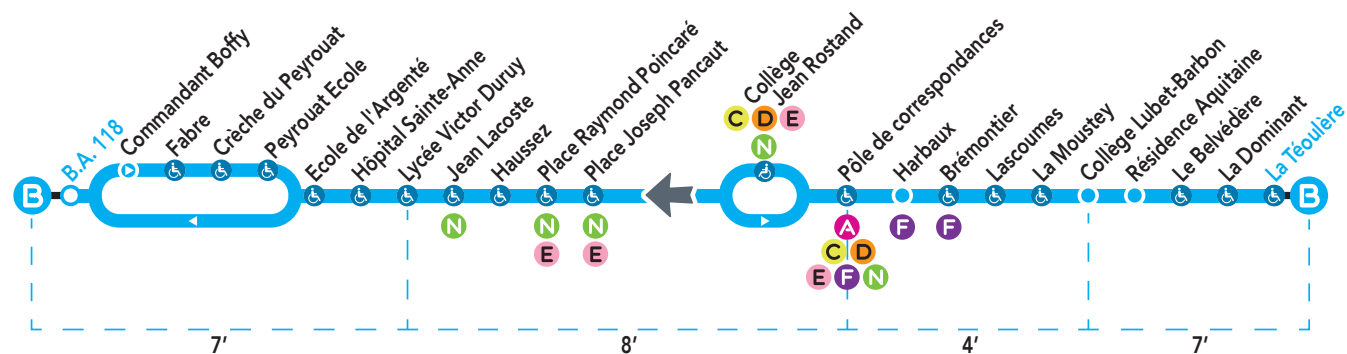 B
B.A. 118
Commandant Boffy
Fabre
Crèche du Peyrouat
Peyrouat Ecole
Ecole de l'Argenté
Hôpital Sainte-Anne
Lycée Victor Duruy
Jean Lacoste
N
Haussez
Place Raymond Poincaré
N
E
Place Joseph Pancaut
N
E
Collège
Jean Rostand
C D E
N
Pôle de correspondances
A
C D
E F N
Harbaux
F
Brémontier
F
Lascoumes
La Moustey
Collège Lubet-Barbon
Résidence Aquitaine
Le Belvédère
La Dominant
La Téoulère
B
7'
8'
4'
7'